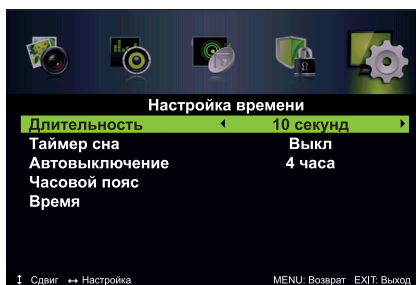 Настройка времени
Длительность 10 секунд
Таймер сна Выкл
Автовыключение 4 часа
Часовой пояс
Время
Сдвиг Настройка MENU: Возврат EXIT: Выход